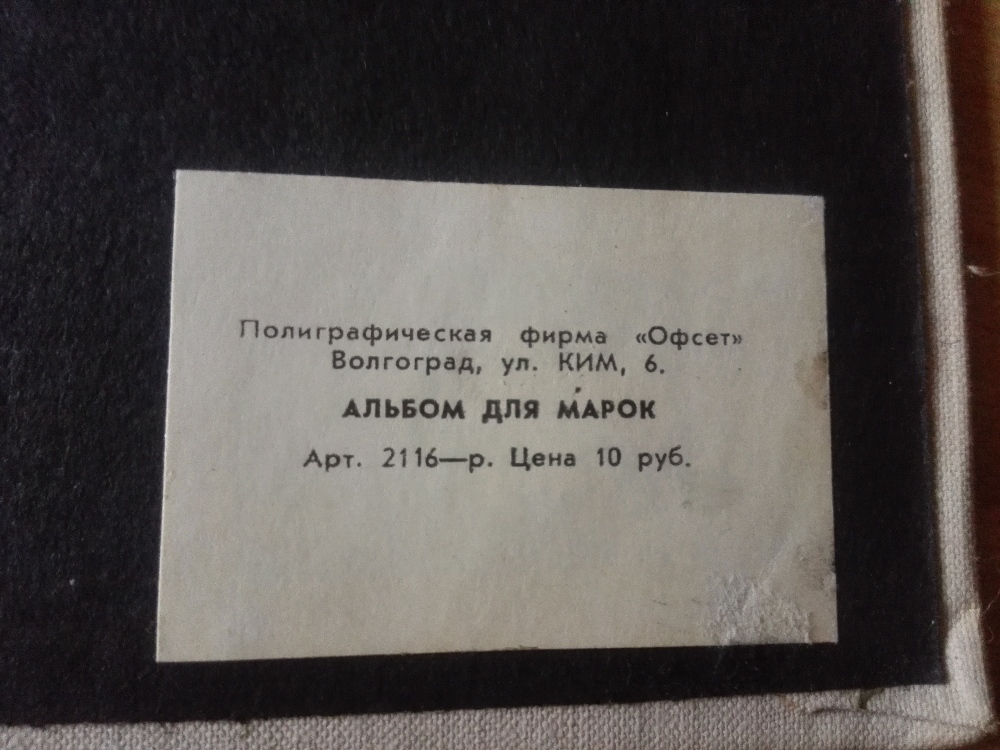 Полиграфическая фирма «Офсет»
Волгоград, ул. КИМ, 6.
АЛЬБОМ ДЛЯ МАРОК
Арт. 2116—р. Цена 10 руб.